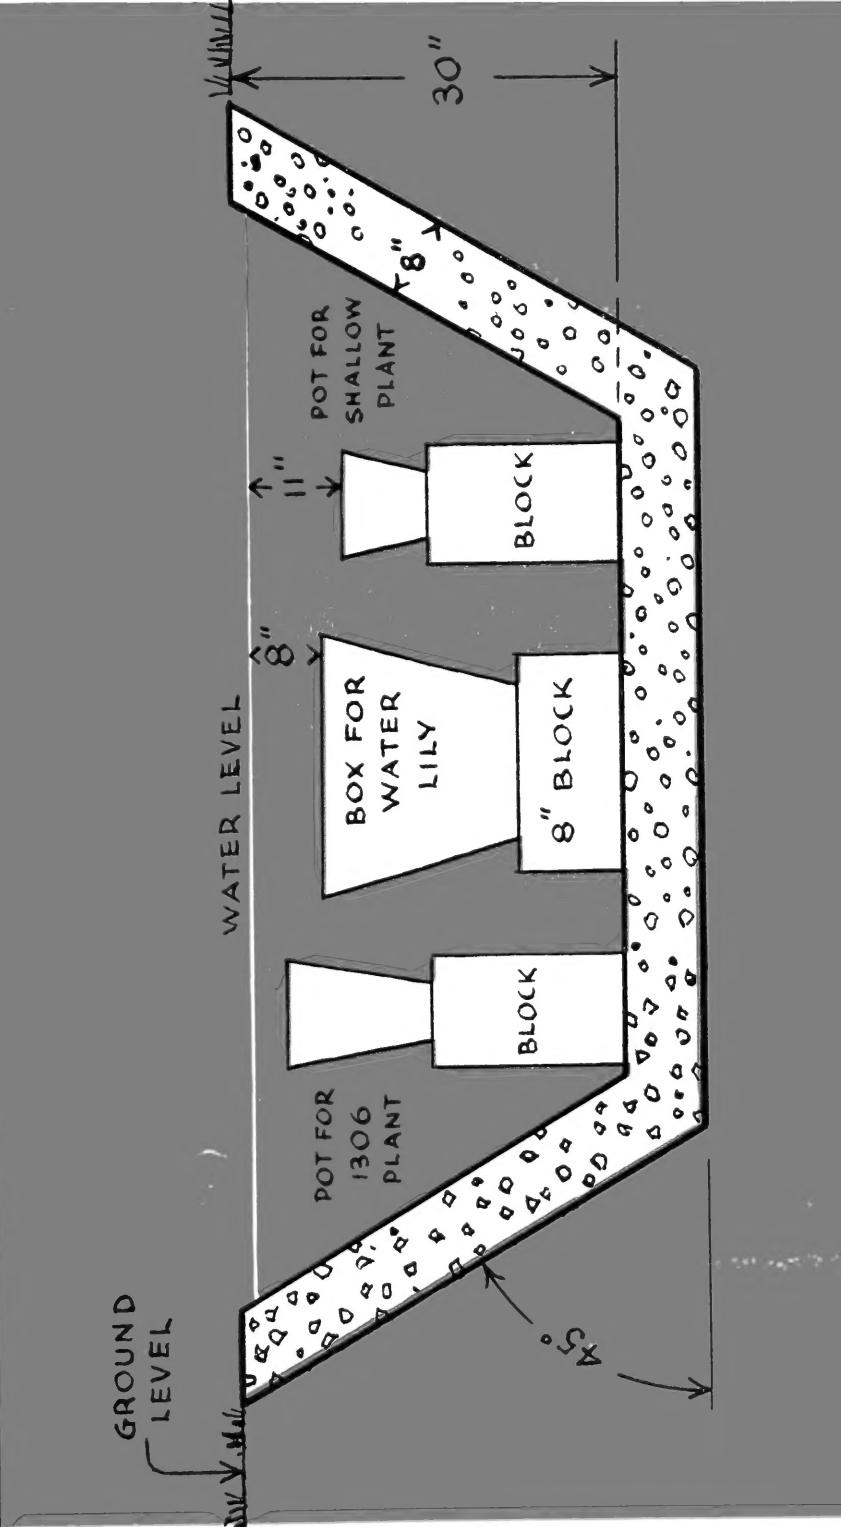 GROUND
LEVEL
WATER LEVEL
30"
8"
11"
POT FOR
BOG
PLANT
BOX FOR
WATER
LILY
POT FOR
SHALLOW
PLANT
8"
BLOCK
8" BLOCK
BLOCK
45°